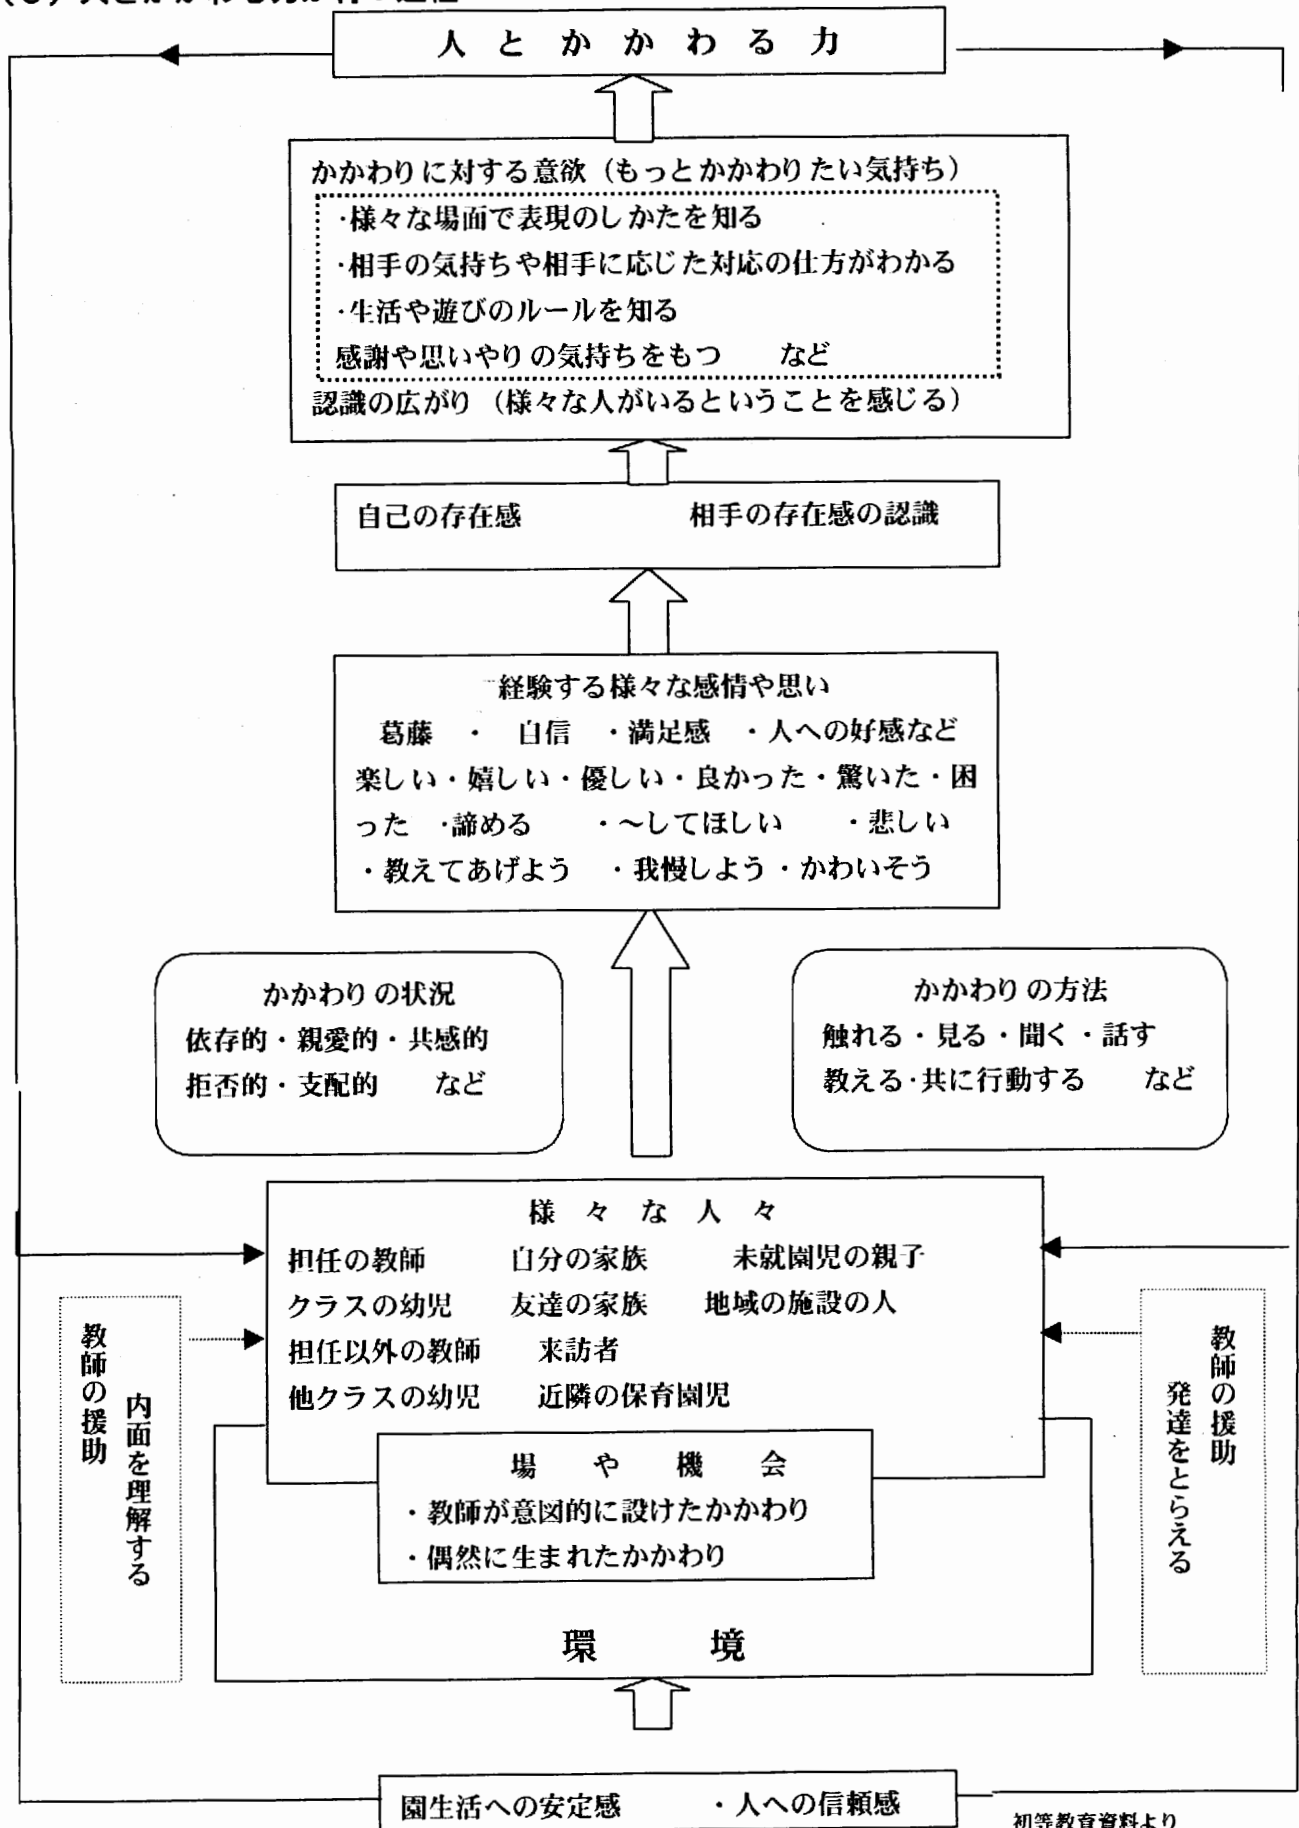 人とかかわる力
かかわりに対する意欲（もっとかかわりたい気持ち）
・様々な場面で表現のしかたを知る
・相手の気持ちや相手に応じた対応の仕方がわかる
・生活や遊びのルールを知る
感謝や思いやりの気持ちをもつ　など
認識の広がり（様々な人がいるということを感じる）
自己の存在感　相手の存在感の認識
経験する様々な感情や思い
葛藤　・　自信　・満足感　・人への好感など
楽しい・嬉しい・優しい・良かった・驚いた・困
った　・諦める　・～してほしい　・悲しい
・教えてあげよう　・我慢しよう・かわいそう
かかわりの状況
依存的・親愛的・共感的
拒否的・支配的　など
かかわりの方法
触れる・見る・聞く・話す
教える・共に行動する　など
様々な人々
担任の教師　自分の家族　未就園児の親子
クラスの幼児　友達の家族　地域の施設の人
担任以外の教師　来訪者
他クラスの幼児　近隣の保育園児
教師の援助
内面を理解する
教師の援助
発達をとらえる
場や機会
・教師が意図的に設けたかかわり
・偶然に生まれたかかわり
環境
園生活への安定感　・人への信頼感
初等教育資料より